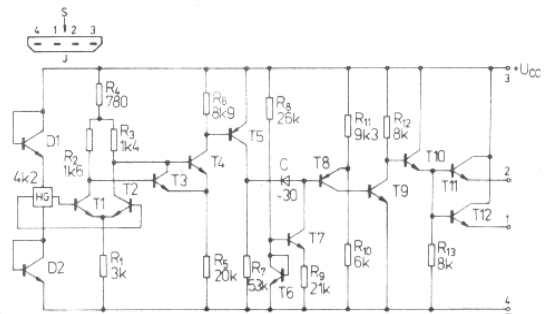 S
4 1 2 3
J
R4
780
R3
1k4
R2
1k6
D1
4k2
HG
T1
T2
R1
3k
D2
T3
R6
8k9
T4
R5
20k
T5
R7
53k
R8
26k
C
~30
T6
T7
R9
21k
T8
R11
9k3
R10
6k
T9
R12
8k
T10
T11
T12
R13
8k
+UCC
3
2
1
4